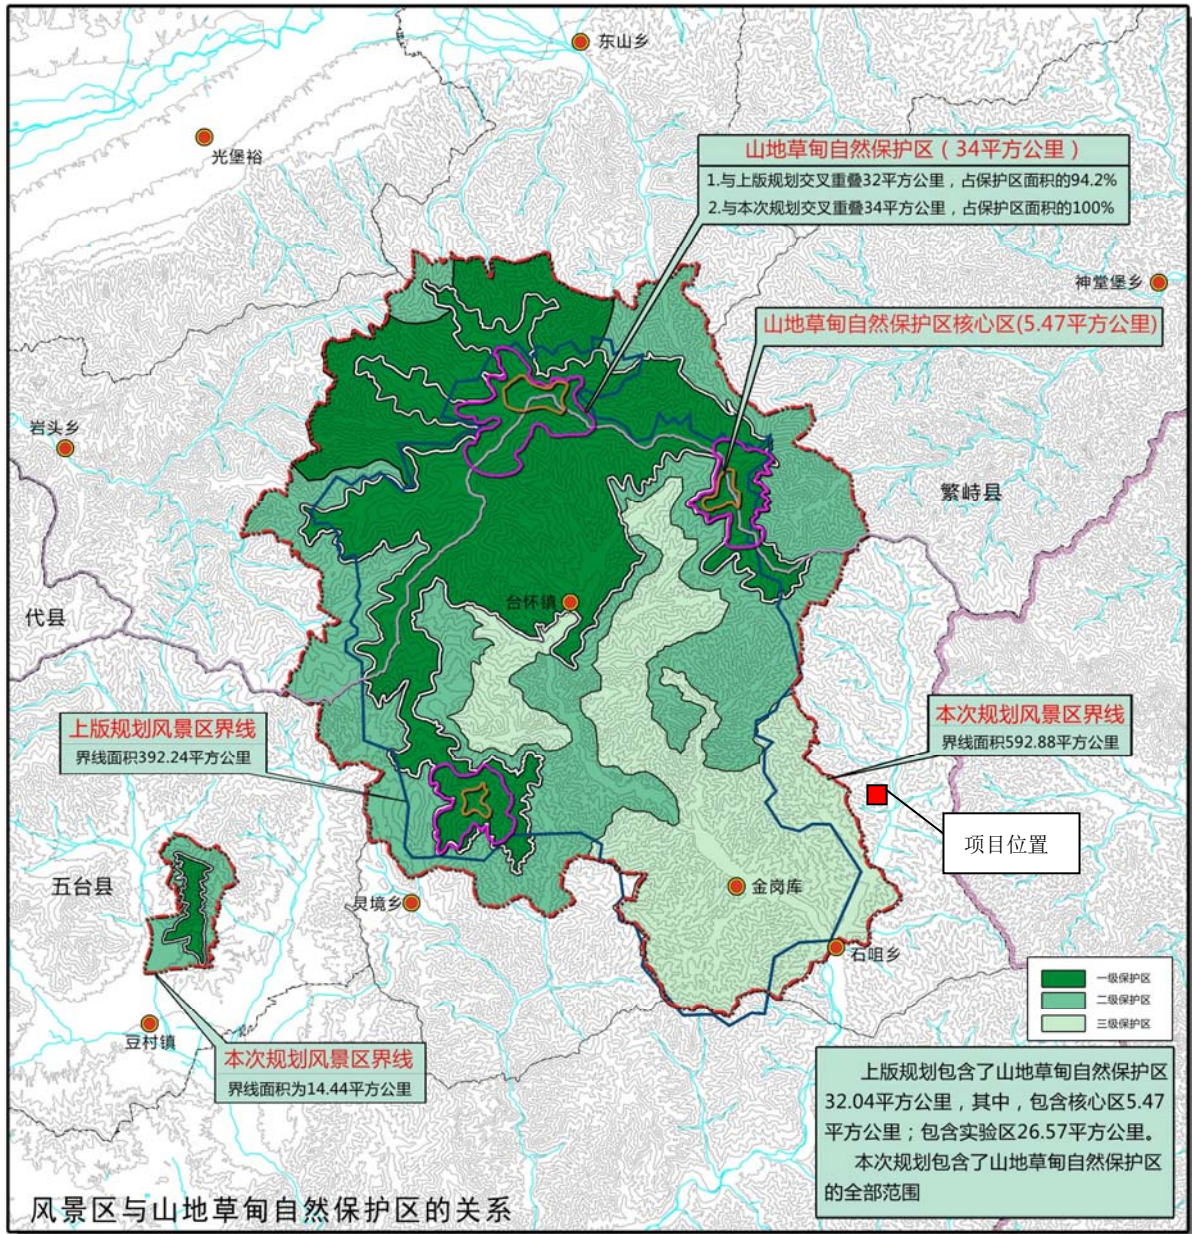 东山乡
光堡裕
山地草甸自然保护区（34平方公里）
1.与上版规划交叉重叠32平方公里，占保护区面积的94.2%
2.与本次规划交叉重叠34平方公里，占保护区面积的100%
神堂堡乡
山地草甸自然保护区核心区(5.47平方公里)
岩头乡
繁峙县
台怀镇
代县
上版规划风景区界线
界线面积392.24平方公里
本次规划风景区界线
界线面积592.88平方公里
项目位置
五台县
灵境乡
金岗库
石咀乡
一级保护区
二级保护区
三级保护区
豆村镇
本次规划风景区界线
界线面积为14.44平方公里
上版规划包含了山地草甸自然保护区
32.04平方公里，其中，包含核心区5.47
平方公里；包含实验区26.57平方公里。
本次规划包含了山地草甸自然保护区
的全部范围
风景区与山地草甸自然保护区的关系